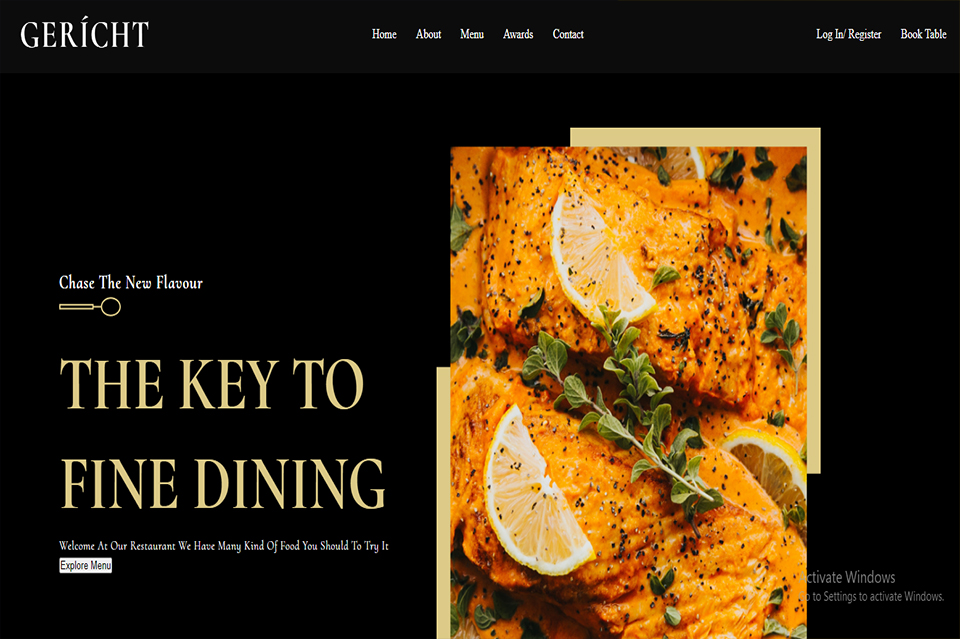 GERÍCHT
Home About Menu Awards Contact
Log In/ Register Book Table
Chase The New Flavour
THE KEY TO
FINE DINING
Welcome At Our Restaurant We Have Many Kind Of Food You Should To Try It
Explore Menu
Activate Windows
Go to Settings to activate Windows.